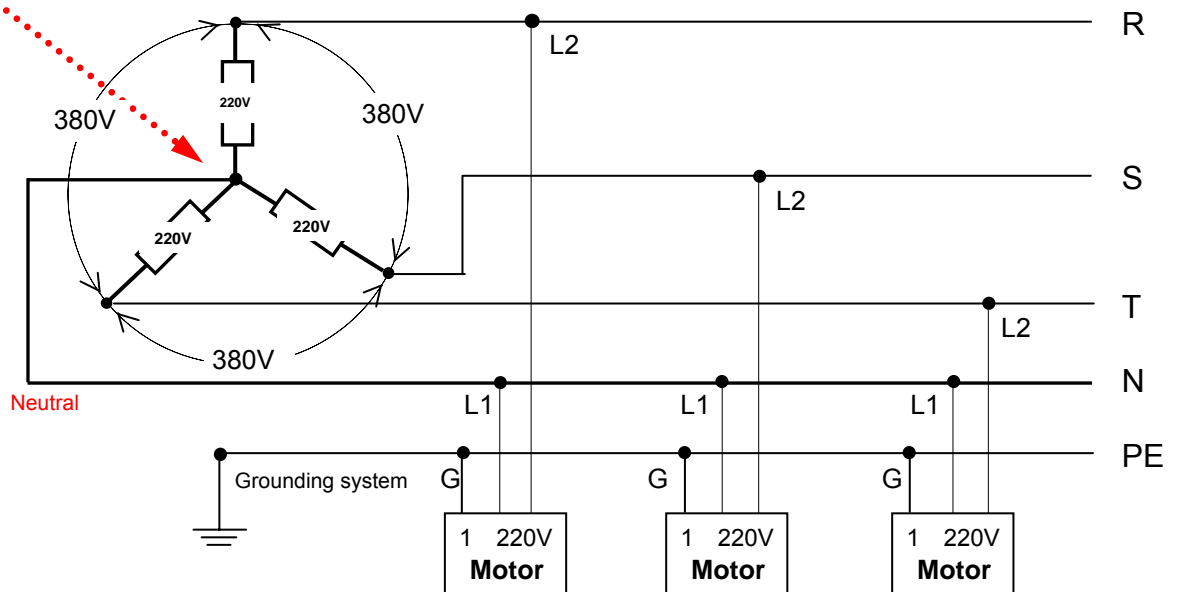 R
L2
220V
380V
380V
S
L2
220V
220V
T
L2
380V
N
Neutral
L1
L1
L1
PE
Grounding system
G
G
G
1 220V
Motor
1 220V
Motor
1 220V
Motor